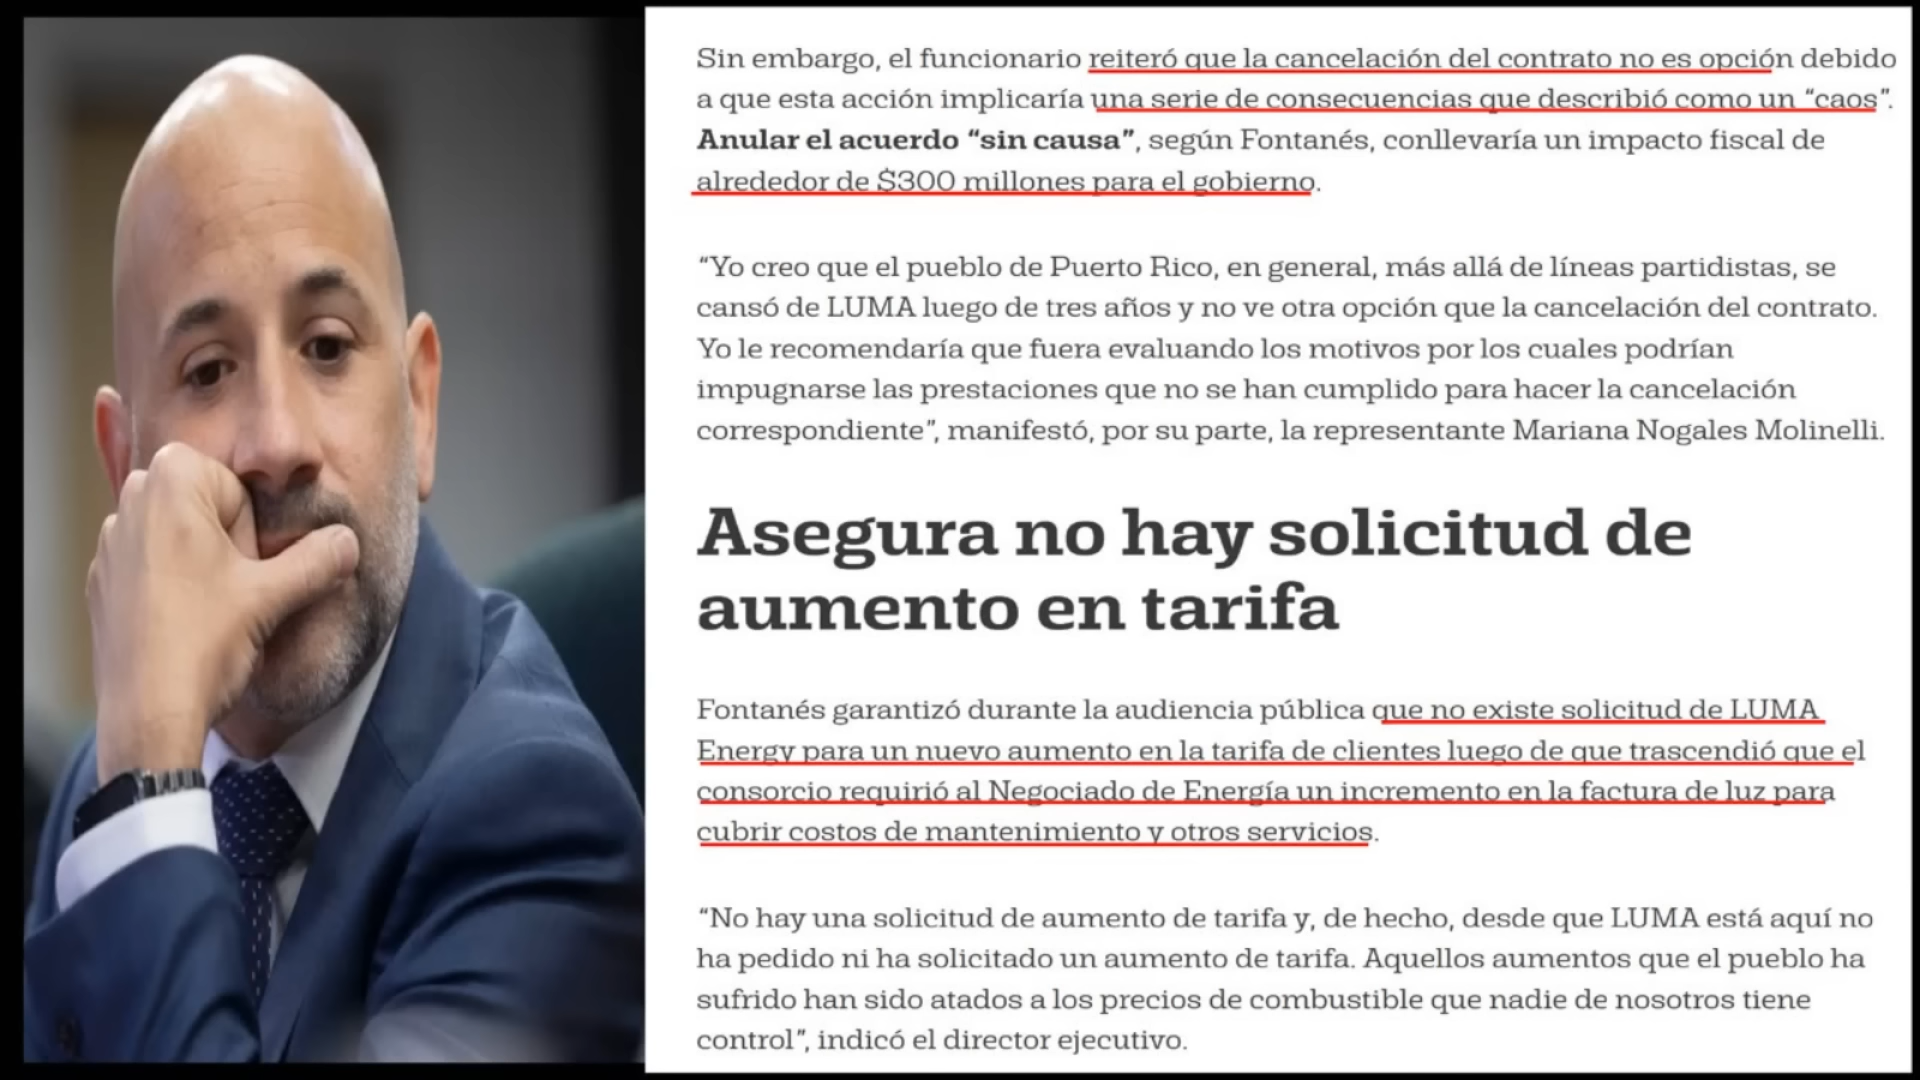 Sin embargo, el funcionario reiteró que la cancelación del contrato no es opción debido
a que esta acción implicaría una serie de consecuencias que describió como un “caos”.
Anular el acuerdo “sin causa”, según Fontanés, conllevaría un impacto fiscal de
alrededor de $300 millones para el gobierno.
“Yo creo que el pueblo de Puerto Rico, en general, más allá de líneas partidistas, se
cansó de LUMA luego de tres años y no ve otra opción que la cancelación del contrato.
Yo le recomendaría que fuera evaluando los motivos por los cuales podrían
impugnarse las prestaciones que no se han cumplido para hacer la cancelación
correspondiente”, manifestó, por su parte, la representante Mariana Nogales Molinelli.
Asegura no hay solicitud de
aumento en tarifa
Fontanés garantizó durante la audiencia pública que no existe solicitud de LUMA
Energy para un nuevo aumento en la tarifa de clientes luego de que trascendió que el
consorcio requirió al Negociado de Energía un incremento en la factura de luz para
cubrir costos de mantenimiento y otros servicios.
“No hay una solicitud de aumento de tarifa y, de hecho, desde que LUMA está aquí no
ha pedido ni ha solicitado un aumento de tarifa. Aquellos aumentos que el pueblo ha
sufrido han sido atados a los precios de combustible que nadie de nosotros tiene
control”, indicó el director ejecutivo.